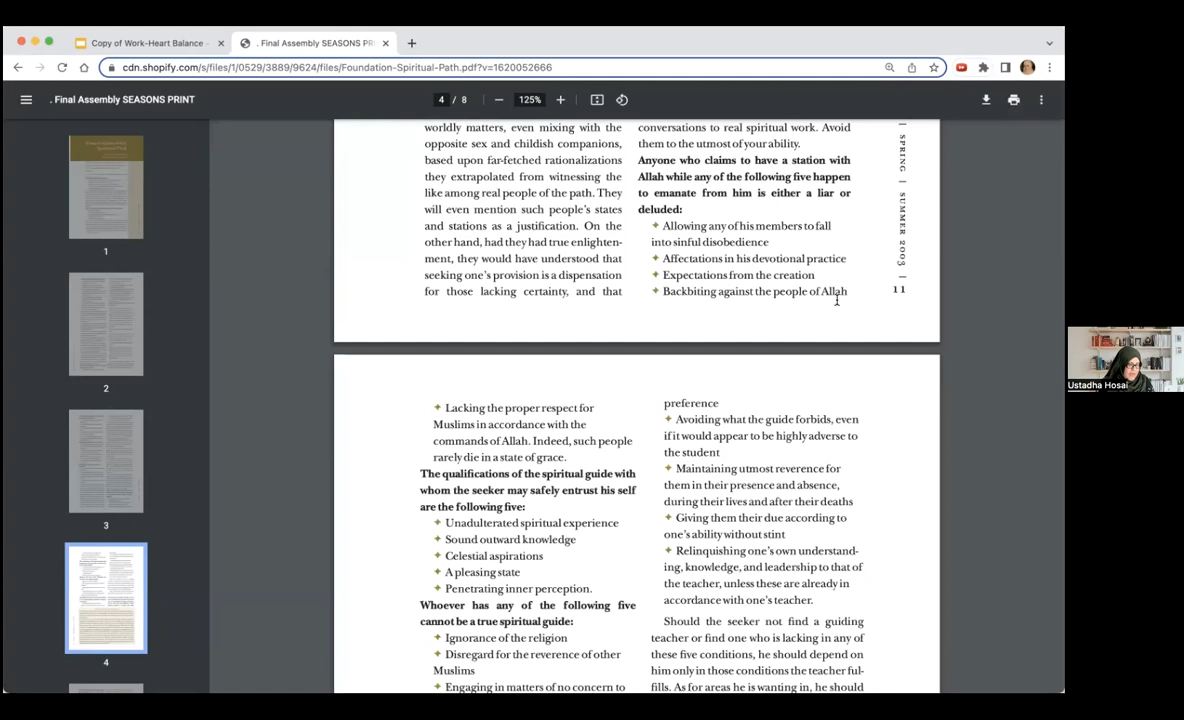 Copy of Work-Heart Balance -
. Final Assembly SEASONS PR
cdn.shopify.com/s/files/1/0529/3889/9624/files/Foundation-Spiritual-Path.pdf?v=1620052666
. Final Assembly SEASONS PRINT
4 / 8
125%
1
2
3
4
worldly matters, even mixing with the
opposite sex and childish companions,
based upon far-fetched rationalizations
they extrapolated from witnessing the
like among real people of the path. They
will even mention such people's states
and stations as a justification. On the
other hand, had they had true enlighten-
ment, they would have understood that
seeking one's provision is a dispensation
for those lacking certainty, and that
conversations to real spiritual work. Avoid
them to the utmost of your ability.
Anyone who claims to have a station with
Allah while any of the following five happen
to emanate from him is either a liar or
deluded:
✦ Allowing any of his members to fall
into sinful disobedience
✦ Affectations in his devotional practice
✦ Expectations from the creation
✦ Backbiting against the people of Allah
| SPRING | SUMMER 2003 |
11
✦ Lacking the proper respect for
Muslims in accordance with the
commands of Allah. Indeed, such people
rarely die in a state of grace.
The qualifications of the spiritual guide with
whom the seeker may safely entrust his self
are the following five:
✦ Unadulterated spiritual experience
✦ Sound outward knowledge
✦ Celestial aspirations
✦ A pleasing state
✦ Penetrating inner perception.
Whoever has any of the following five
cannot be a true spiritual guide:
✦ Ignorance of the religion
✦ Disregard for the reverence of other
Muslims
✦ Engaging in matters of no concern to
preference
✦ Avoiding what the guide forbids, even
if it would appear to be highly adverse to
the student
✦ Maintaining utmost reverence for
them in their presence and absence,
during their lives and after their deaths
✦ Giving them their due according to
one's ability without stint
✦ Relinquishing one's own understand-
ing, knowledge, and leadership to that of
the teacher, unless these are already in
accordance with one's teacher.
Should the seeker not find a guiding
teacher or find one who is lacking in any of
these five conditions, he should depend on
him only in those conditions the teacher ful-
fills. As for areas he is wanting in, he should
Ustadha Hosai